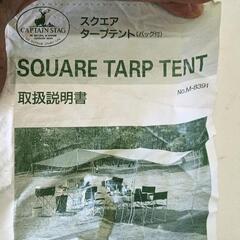 CAPTAIN STAG
スクエア
タープテント(バッグ付)
SQUARE TARP TENT
No.M-8391
取扱説明書